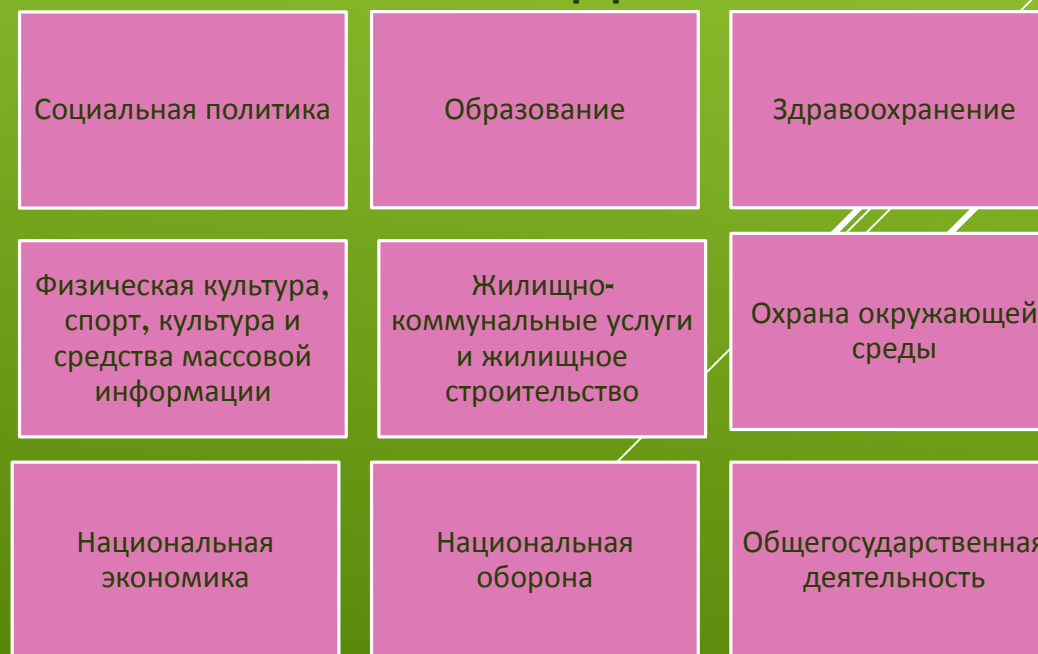 Социальная политика
Образование
Здравоохранение
Физическая культура,
спорт, культура и
средства массовой
информации
Жилищно-
коммунальные услуги
и жилищное
строительство
Охрана окружающей
среды
Национальная
экономика
Национальная
оборона
Общегосударственная
деятельность